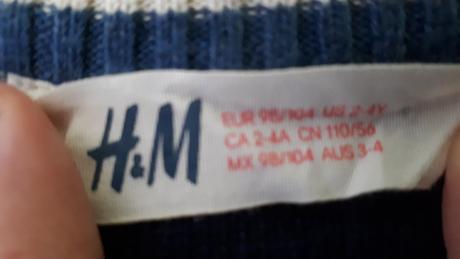 H&M
EUR 98/104 US 2-4Y
CA 2-4A CN 110/56
MX 98/104 AUS 3-4